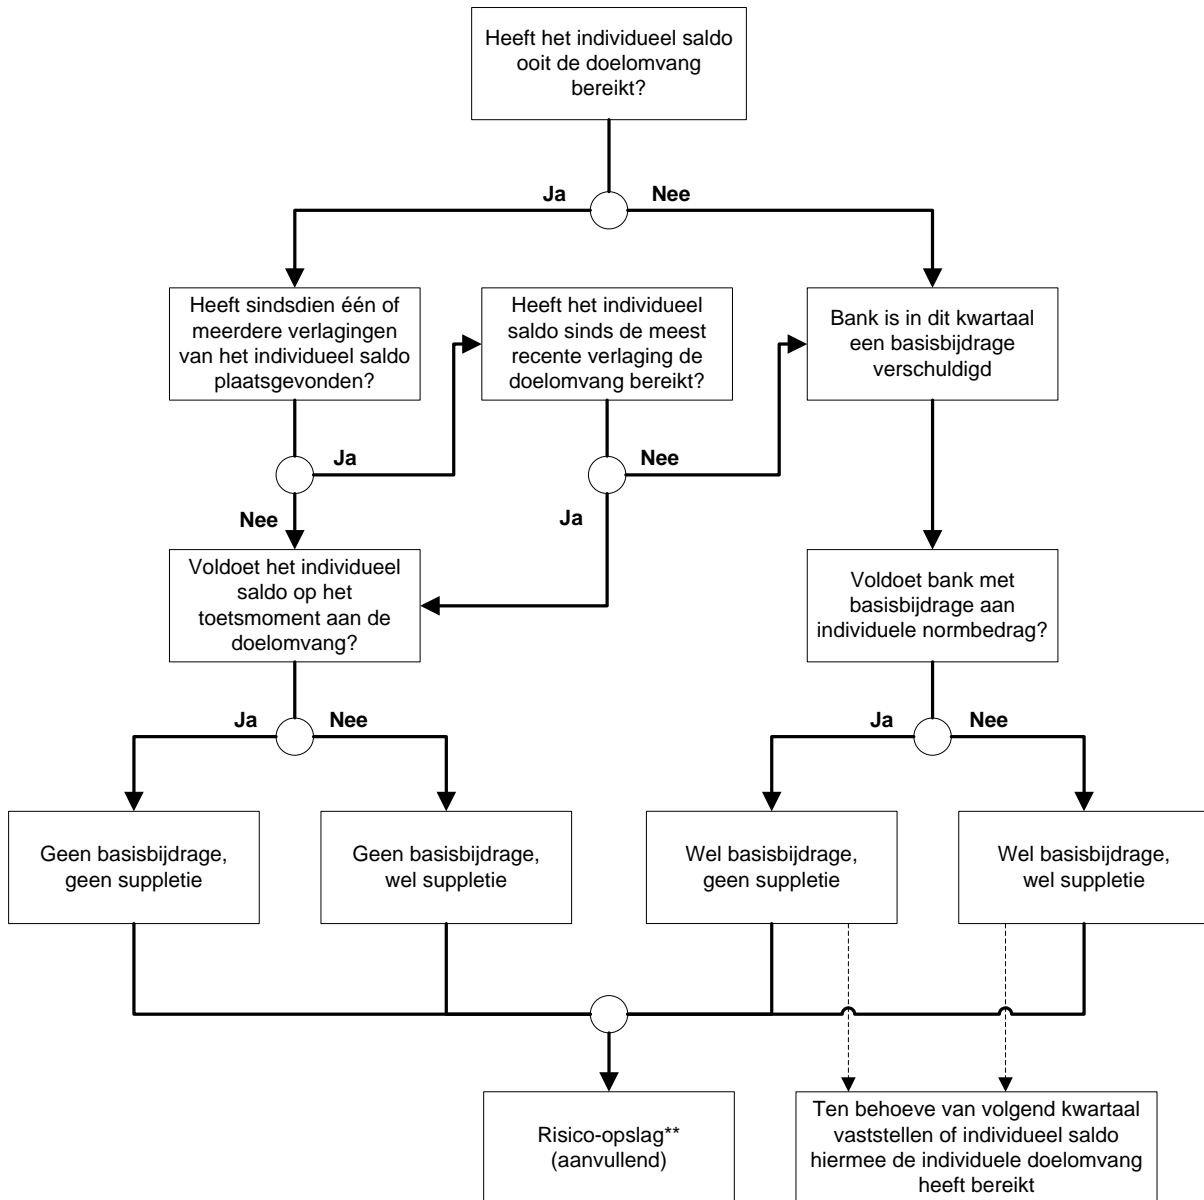 Heeft het individueel saldo
ooit de doelomvang
bereikt?
Ja
Nee
Heeft sindsdien één of
meerdere verlagingen
van het individueel saldo
plaatsgevonden?
Heeft het individueel
saldo sinds de meest
recente verlaging de
doelomvang bereikt?
Bank is in dit kwartaal
een basisbijdrage
verschuldigd
Ja
Nee
Nee
Ja
Voldoet het individueel
saldo op het
toetsmoment aan de
doelomvang?
Voldoet bank met
basisbijdrage aan
individuele normbedrag?
Ja
Nee
Ja
Nee
Geen basisbijdrage,
geen suppletie
Geen basisbijdrage,
wel suppletie
Wel basisbijdrage,
geen suppletie
Wel basisbijdrage,
wel suppletie
Risico-opslag**
(aanvullend)
Ten behoeve van volgend kwartaal
vaststellen of individueel saldo
hiermee de individuele doelomvang
heeft bereikt